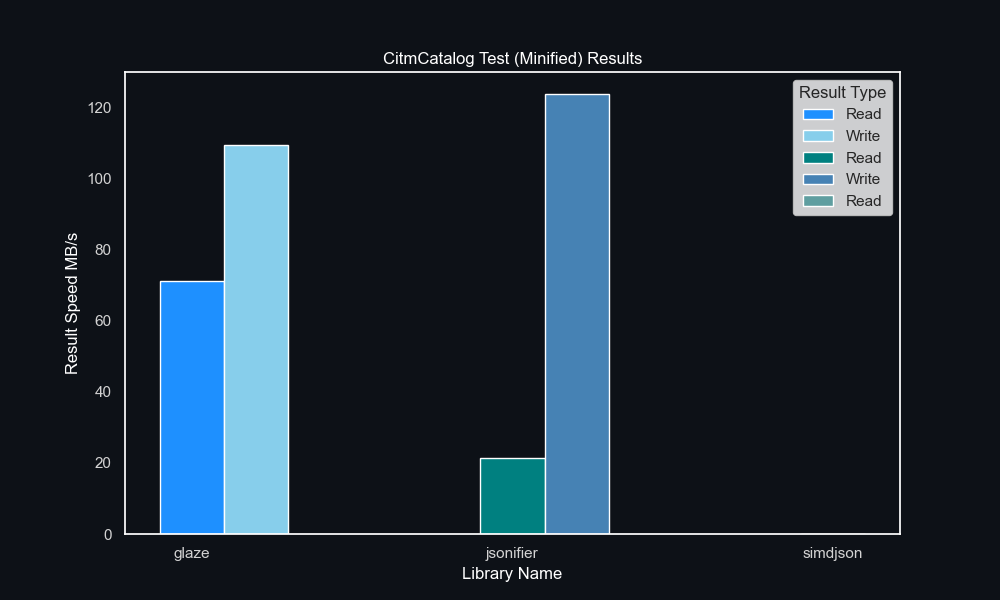 CitmCatalog Test (Minified) Results
Result Type
Read
Write
Read
Write
Read
120
100
80
60
40
20
0
Result Speed MB/s
glaze
jsonifier
simdjson
Library Name